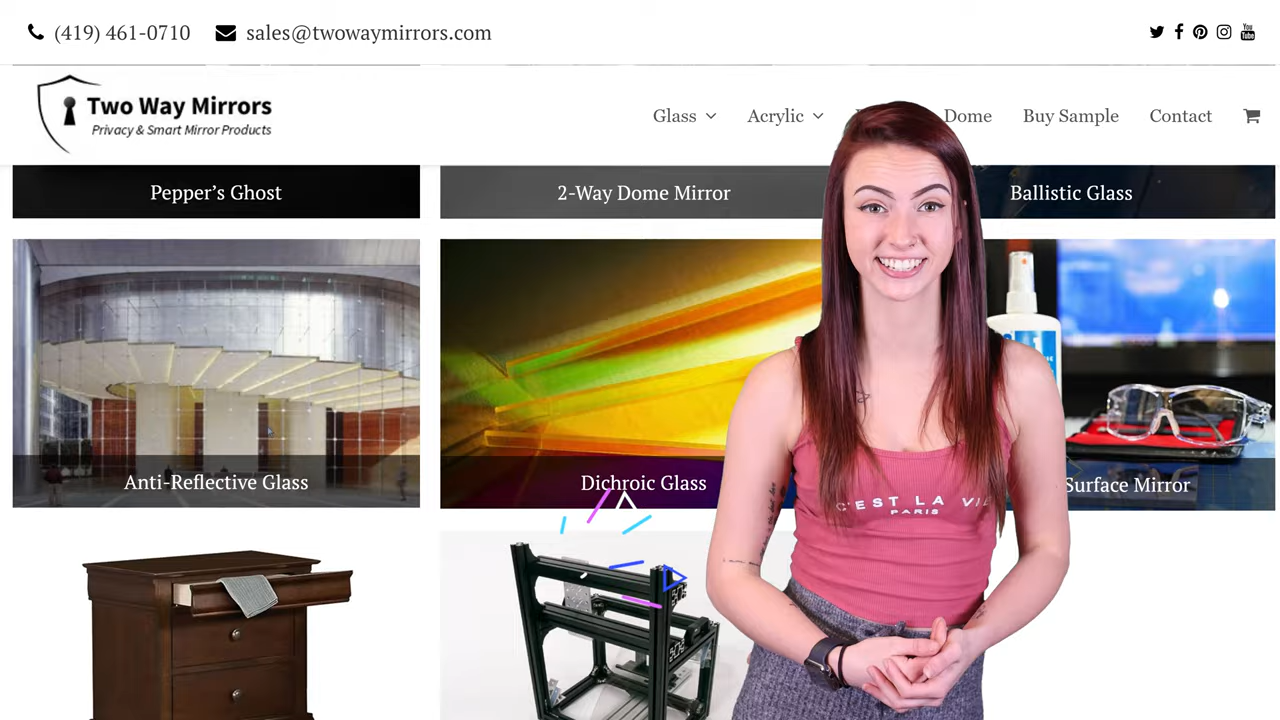 (419) 461-0710 sales@twowaymirrors.com
Two Way Mirrors
Privacy & Smart Mirror Products
Glass Acrylic Dome Buy Sample Contact
Pepper's Ghost 2-Way Dome Mirror Ballistic Glass
Anti-Reflective Glass Dichroic Glass Surface Mirror
C'EST LA VIE
PARIS